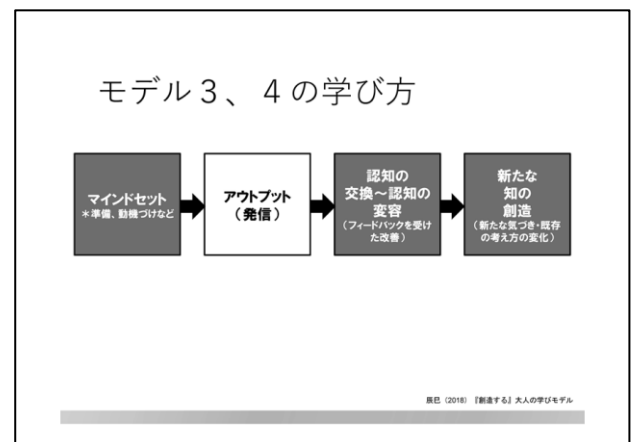 モデル３、４の学び方
マインドセット
＊準備、動機づけなど
アウトプット
（発信）
認知の
交換～認知の
変容
（フィードバックを受け
た改善）
新たな
知の
創造
（新たな気づき・既存
の考え方の変化）
辰巳（2018）『創造する』大人の学びモデル